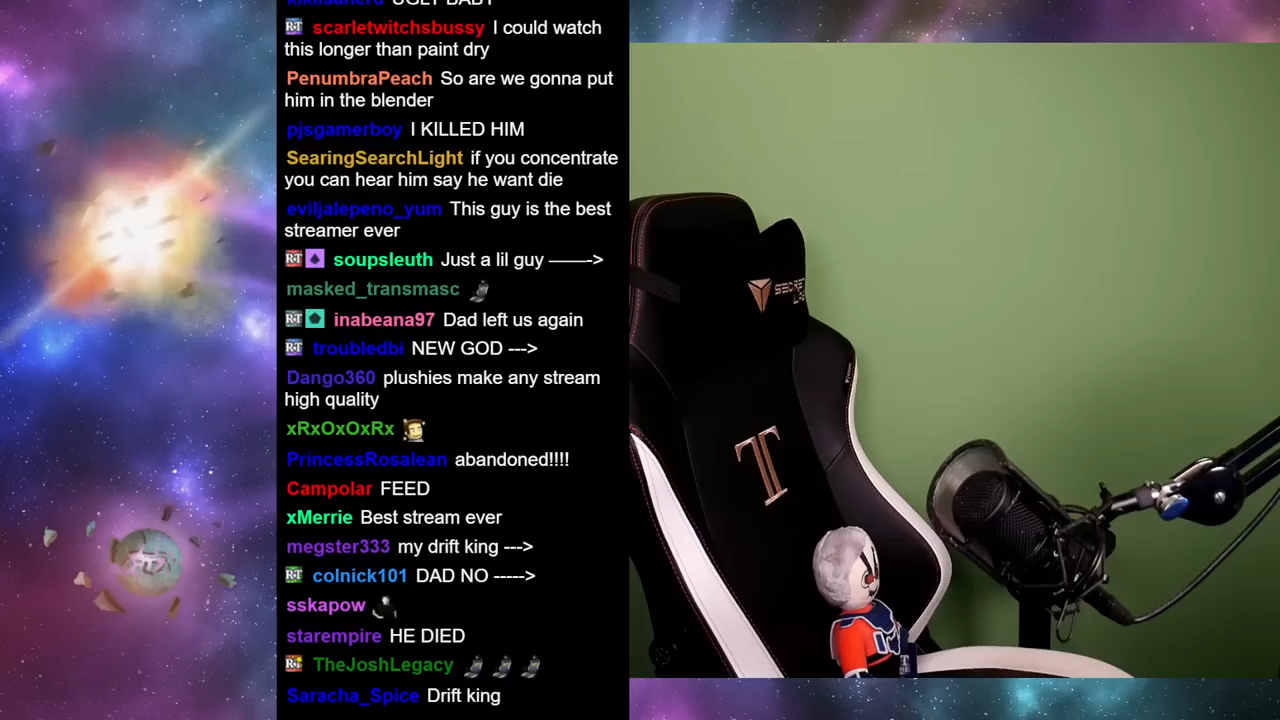 scarletwitchsbussy I could watch
this longer than paint dry
PenumbraPeach So are we gonna put
him in the blender
pjsgamerboy I KILLED HIM
SearingSearchLight if you concentrate
you can hear him say he want die
eviljalepeno_yum This guy is the best
streamer ever
soupsleuth Just a lil guy ——->
masked_transmasc
inabeana97 Dad left us again
troubledbi NEW GOD --->
Dango360 plushies make any stream
high quality
xRxOxOxRx
PrincessRosalean abandoned!!!!
Campolar FEED
xMerrie Best stream ever
megster333 my drift king --->
colnick101 DAD NO ----->
sskapow
starempire HE DIED
TheJoshLegacy
Saracha_Spice Drift king
T